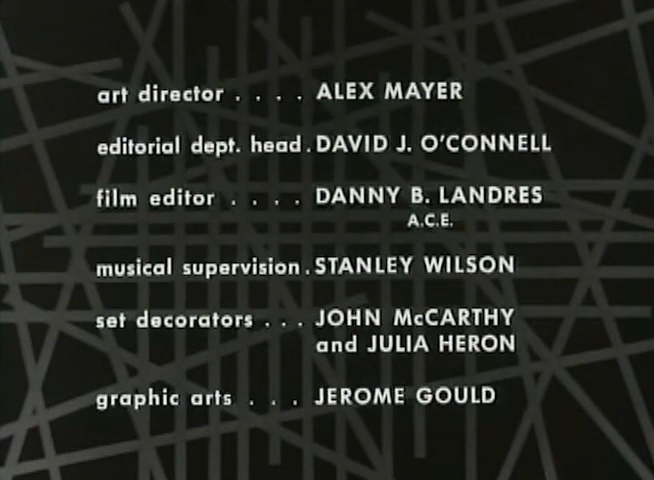 art director . . . . ALEX MAYER
editorial dept. head . DAVID J. O'CONNELL
film editor . . . . DANNY B. LANDRES
A.C.E.
musical supervision . STANLEY WILSON
set decorators . . . JOHN McCARTHY
and JULIA HERON
graphic arts . . . JEROME GOULD